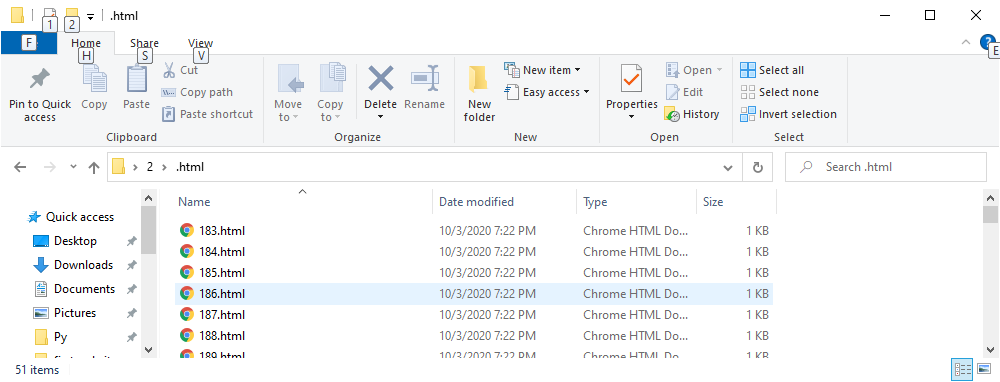 1 2 .html
F Home Share View E
H S V
Pin to Quick access
Copy
Paste
Cut
Copy path
Paste shortcut
Clipboard
Move to
Copy to
Delete
Rename
Organize
New folder
New item
Easy access
New
Properties
Open
Edit
History
Open
Select all
Select none
Invert selection
Select
2 .html
Search .html
Name Date modified Type Size
Quick access
Desktop
Downloads
Documents
Pictures
Py
183.html 10/3/2020 7:22 PM Chrome HTML Do... 1 KB
184.html 10/3/2020 7:22 PM Chrome HTML Do... 1 KB
185.html 10/3/2020 7:22 PM Chrome HTML Do... 1 KB
186.html 10/3/2020 7:22 PM Chrome HTML Do... 1 KB
187.html 10/3/2020 7:22 PM Chrome HTML Do... 1 KB
188.html 10/3/2020 7:22 PM Chrome HTML Do... 1 KB
189.html 10/3/2020 7:22 PM Chrome HTML Do... 1 KB
51 items